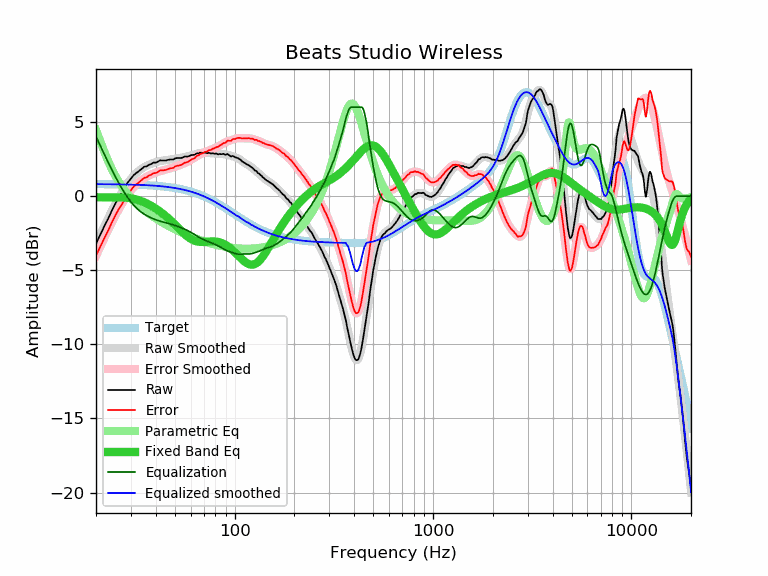 Beats Studio Wireless
Amplitude (dBr)
5
0
−5
−10
−15
−20
Target
Raw Smoothed
Error Smoothed
Raw
Error
Parametric Eq
Fixed Band Eq
Equalization
Equalized smoothed
100
1000
10000
Frequency (Hz)